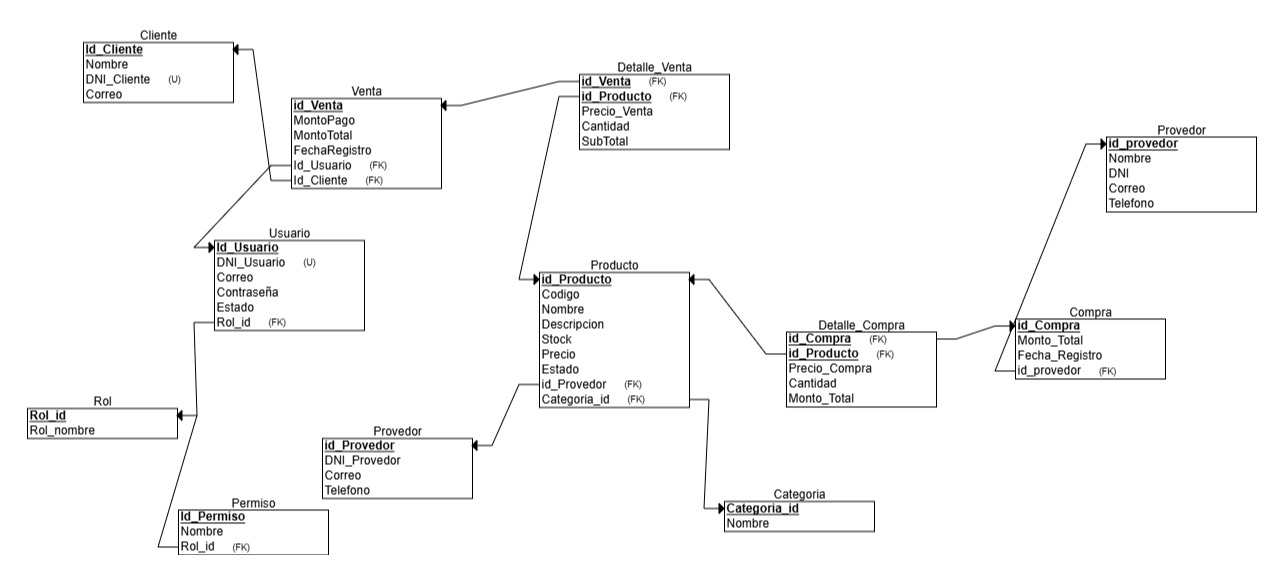 Cliente
Id_Cliente
Nombre
DNI_Cliente (U)
Correo
Venta
id_Venta
MontoPago
MontoTotal
FechaRegistro
Id_Usuario (FK)
Id_Cliente (FK)
Detalle_Venta
id_Venta (FK)
id_Producto (FK)
Precio_Venta
Cantidad
SubTotal
Provedor
id_provedor
Nombre
DNI
Correo
Telefono
Usuario
Id_Usuario
DNI_Usuario (U)
Correo
Contraseña
Estado
Rol_id (FK)
Producto
id_Producto
Codigo
Nombre
Descripcion
Stock
Precio
Estado
id_Provedor (FK)
Categoria_id (FK)
Detalle_Compra
id_Compra (FK)
id_Producto (FK)
Precio_Compra
Cantidad
Monto_Total
Compra
id_Compra
Monto_Total
Fecha_Registro
id_provedor (FK)
Rol
Rol_id
Rol_nombre
Provedor
id_Provedor
DNI_Provedor
Correo
Telefono
Permiso
Id_Permiso
Nombre
Rol_id (FK)
Categoria
Categoria_id
Nombre